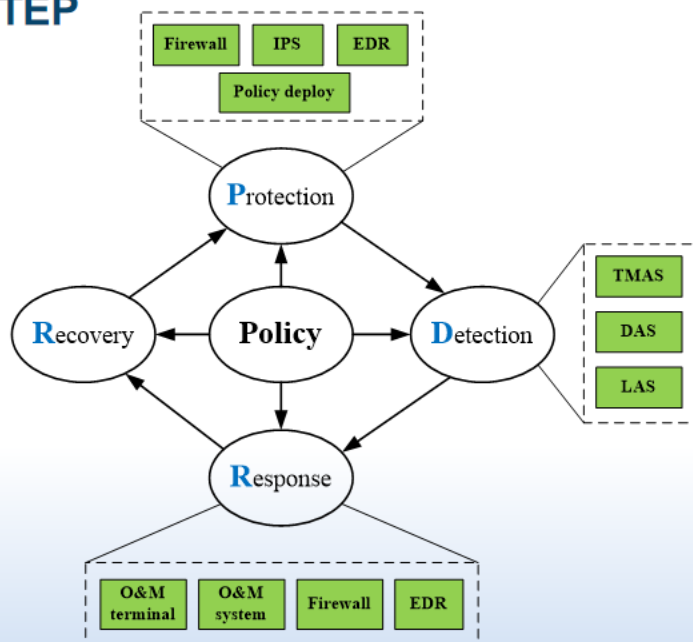 TEP
Firewall IPS EDR
Policy deploy
Protection
TMAS
Recovery Policy Detection
DAS
LAS
Response
O&M terminal O&M system Firewall EDR